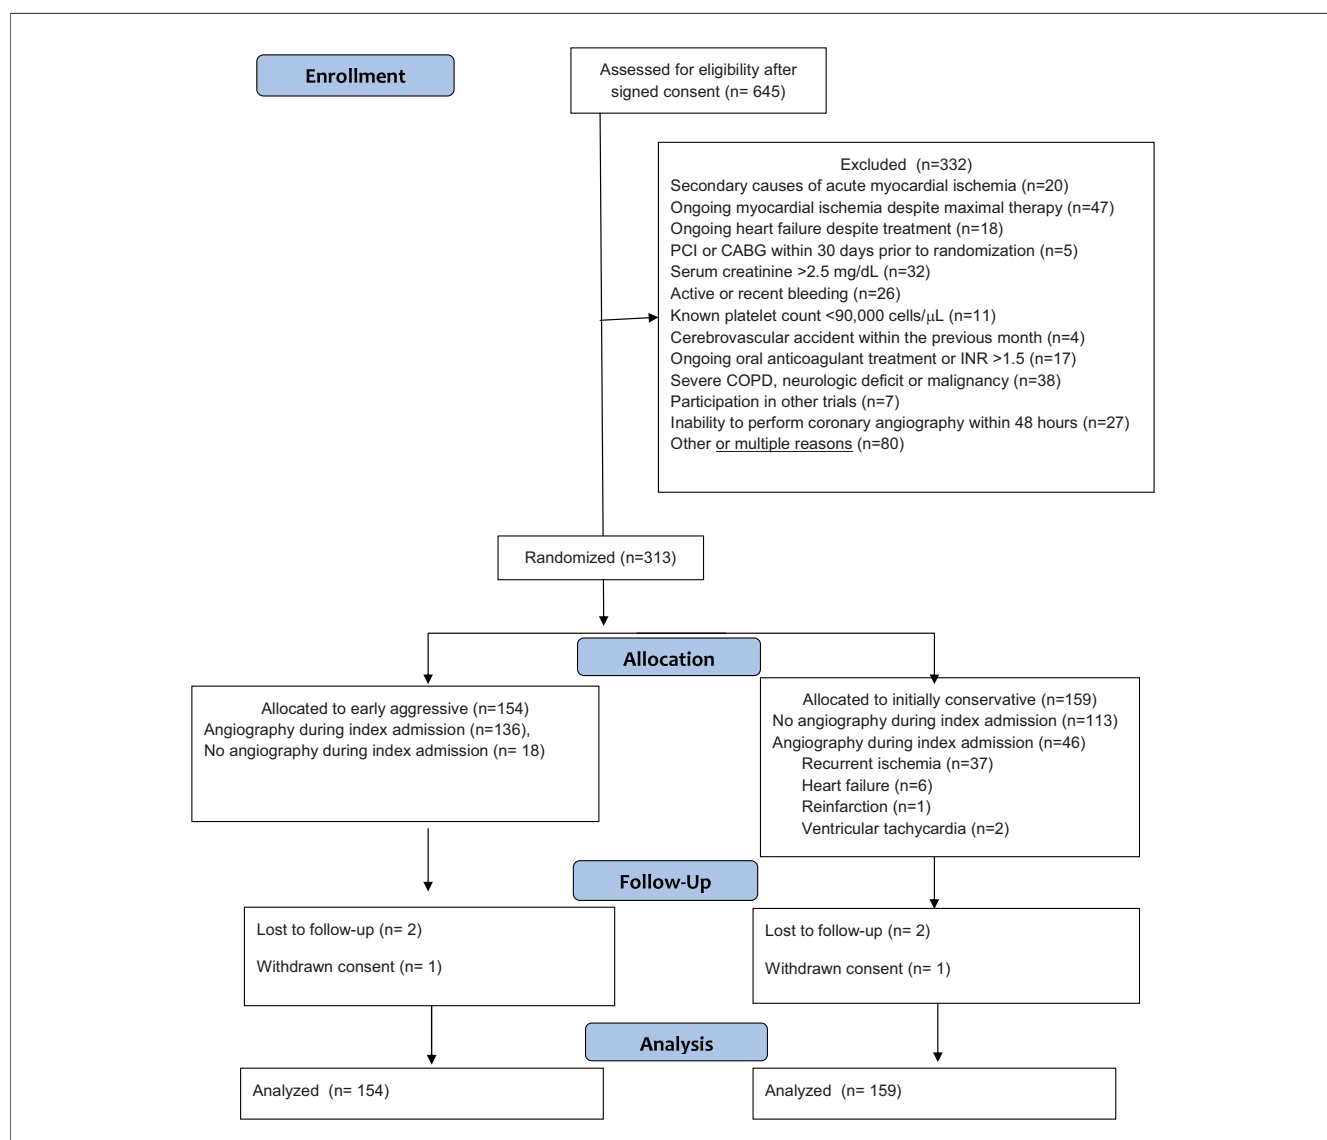 Enrollment
Assessed for eligibility after
signed consent (n= 645)
Excluded (n=332)
Secondary causes of acute myocardial ischemia (n=20)
Ongoing myocardial ischemia despite maximal therapy (n=47)
Ongoing heart failure despite treatment (n=18)
PCI or CABG within 30 days prior to randomization (n=5)
Serum creatinine >2.5 mg/dL (n=32)
Active or recent bleeding (n=26)
Known platelet count <90,000 cells/μL (n=11)
Cerebrovascular accident within the previous month (n=4)
Ongoing oral anticoagulant treatment or INR >1.5 (n=17)
Severe COPD, neurologic deficit or malignancy (n=38)
Participation in other trials (n=7)
Inability to perform coronary angiography within 48 hours (n=27)
Other or multiple reasons (n=80)
Randomized (n=313)
Allocation
Allocated to early aggressive (n=154)
Angiography during index admission (n=136),
No angiography during index admission (n= 18)
Allocated to initially conservative (n=159)
No angiography during index admission (n=113)
Angiography during index admission (n=46)
Recurrent ischemia (n=37)
Heart failure (n=6)
Reinfarction (n=1)
Ventricular tachycardia (n=2)
Follow-Up
Lost to follow-up (n= 2)
Withdrawn consent (n= 1)
Lost to follow-up (n= 2)
Withdrawn consent (n= 1)
Analysis
Analyzed (n= 154)
Analyzed (n= 159)